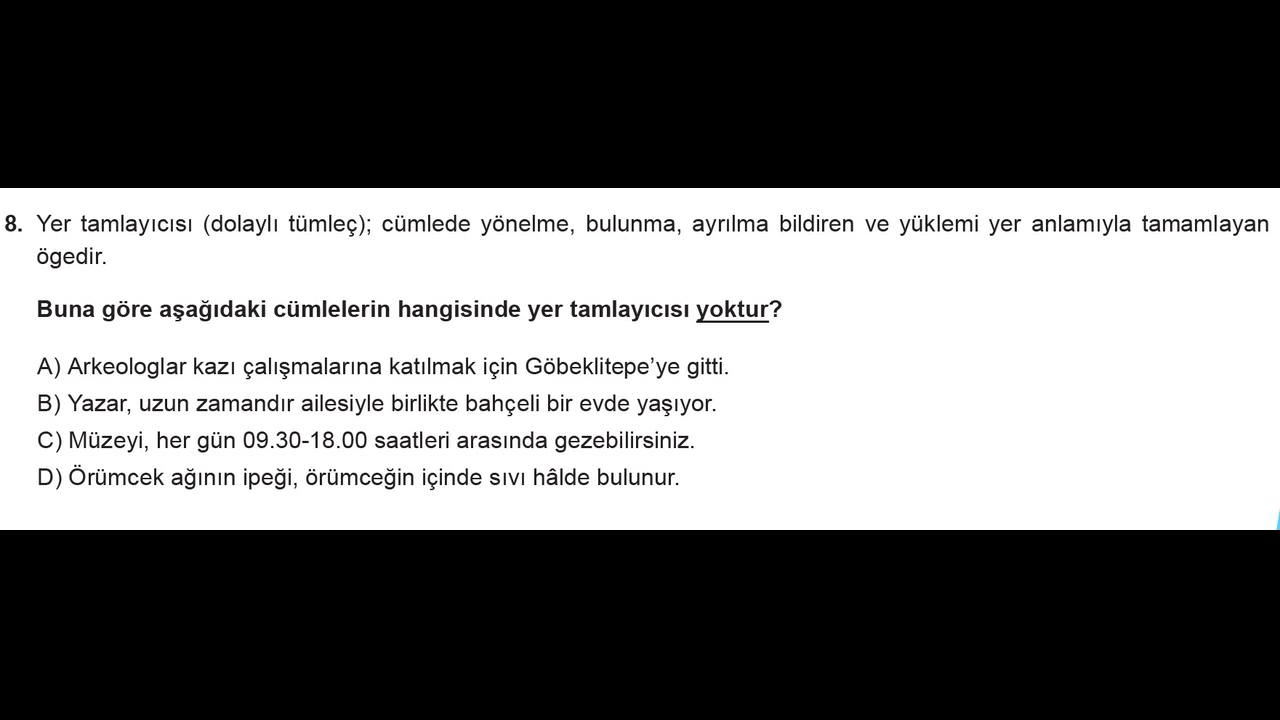 8. Yer tamlayıcısı (dolaylı tümleç); cümlede yönelme, bulunma, ayrılma bildiren ve yüklemi yer anlamıyla tamamlayan
ögedir.
Buna göre aşağıdaki cümlelerin hangisinde yer tamlayıcısı yoktur?
A) Arkeologlar kazı çalışmalarına katılmak için Göbeklitepe’ye gitti.
B) Yazar, uzun zamandır ailesiyle birlikte bahçeli bir evde yaşıyor.
C) Müzeyi, her gün 09.30-18.00 saatleri arasında gezebilirsiniz.
D) Örümcek ağının ipeği, örümceğin içinde sıvı hâlde bulunur.